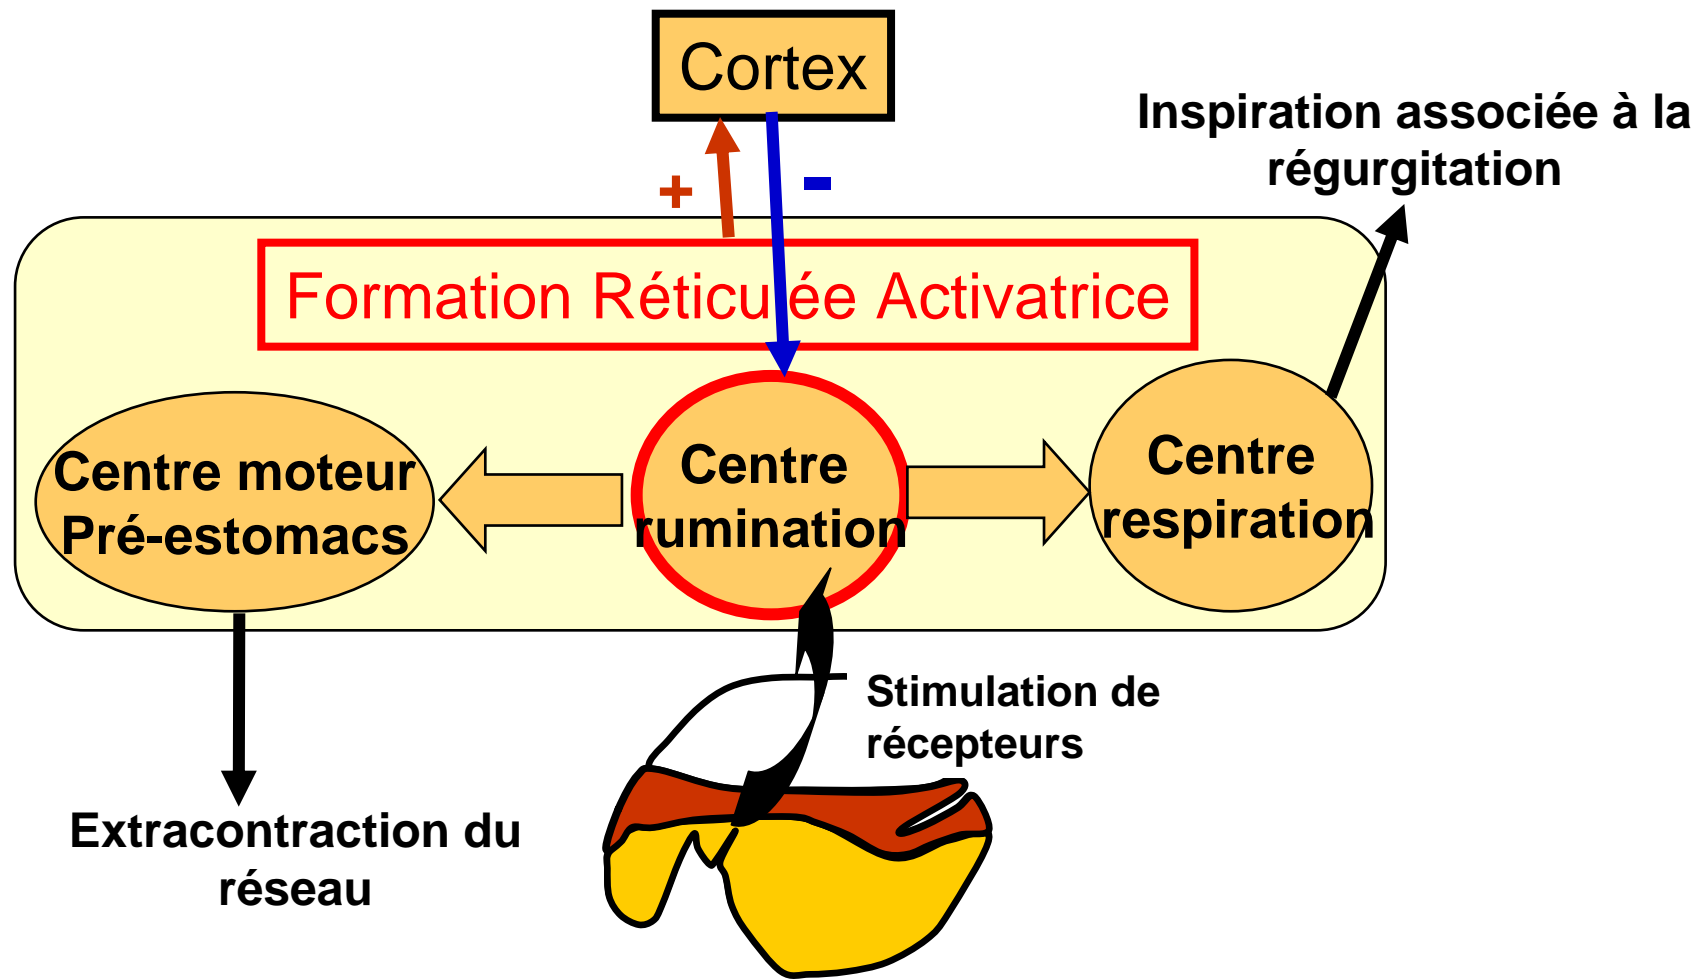 Cortex
Inspiration associée à la
régurgitation
+
-
Formation Réticulée Activatrice
Centre moteur
Pré-estomacs
Centre
rumination
Centre
respiration
Stimulation de
récepteurs
Extracontraction du
réseau